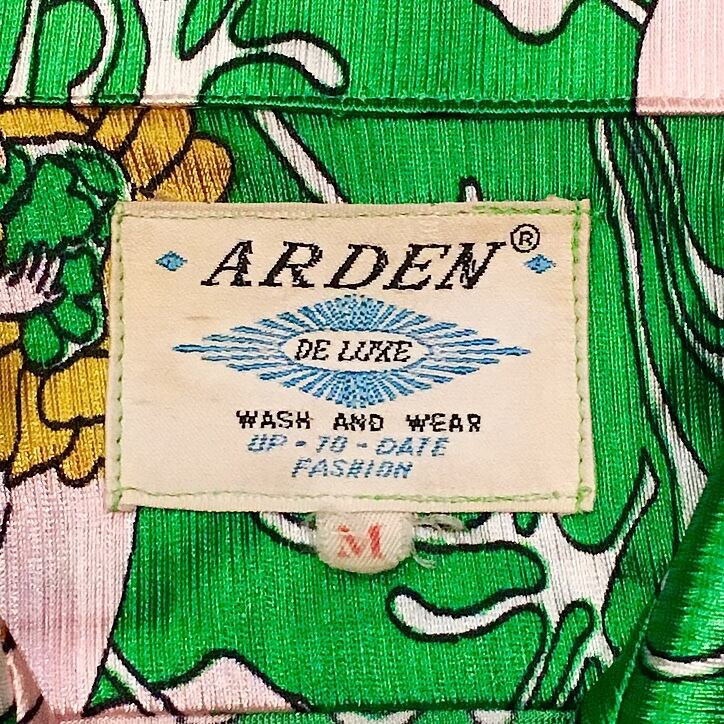 ARDEN®
DE LUXE
WASH AND WEAR
UP-TO-DATE
FASHION
M